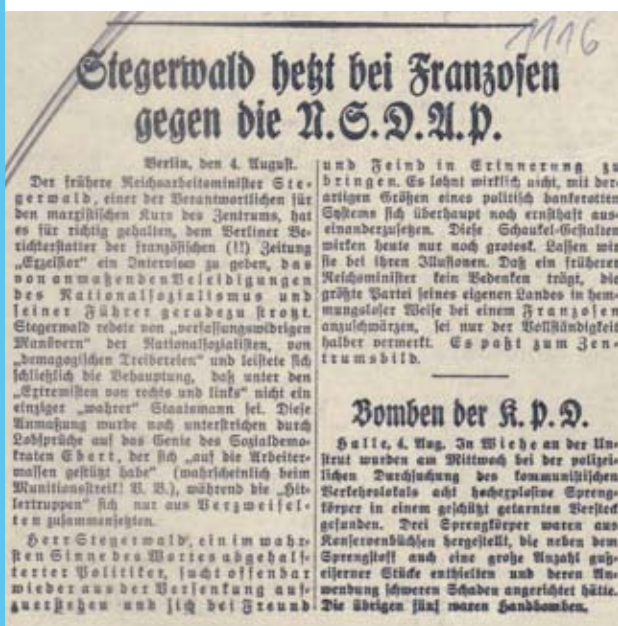 1116
Stegerwald hetzt bei Franzosen
gegen die N.S.D.A.P.
Berlin, den 4. August.
Der frühere Reichsarbeitsminister Ste-
gerwald, einer der Verantwortlichen für
den marxistischen Kurs des Zentrums, hat
es für richtig gehalten, dem Berliner Be-
richterstatter der französischen (!!) Zeitung
„Exzelsior“ ein Interview zu geben, das
von anmaßenden Beleidigungen
des Nationalsozialismus und
seiner Führer geradezu strotzt.
Stegerwald redete von „verfassungswidrigen
Manövern“ der Nationalsozialisten, von
„demagogischen Treibereien“ und leistete sich
schließlich die Behauptung, daß unter den
„Extremisten von rechts und links“ nicht ein
einziger „wahrer“ Staatsmann sei. Diese
Anmaßung wurde noch unterstrichen durch
Lobsprüche auf das Genie des Sozialdemo-
kraten Ebert, der sich „auf die Arbeiter-
massen gestützt habe“ (wahrscheinlich beim
Munitionsstreik! V. B.), während die „Hit-
lertruppen“ sich nur aus Verzweifel-
ten zusammensetzten.
Herr Stegerwald, ein im wahr-
sten Sinne des Wortes abgehalf-
terter Politiker, sucht offenbar
wieder aus der Versenkung auf-
zuerstehen und sich bei Freund
und Feind in Erinnerung zu
bringen. Es lohnt wirklich nicht, mit der-
artigen Größen eines politisch bankerotten
Systems sich überhaupt noch ernsthaft aus-
einanderzusetzen. Diese Schaukel-Gestalten
wirken heute nur noch grotesk. Lassen wir
sie bei ihren Illusionen. Daß ein früherer
Reichsminister kein Bedenken trägt, die
größte Partei seines eigenen Landes in hem-
mungsloser Weise bei einem Franzosen
anzuschwärzen, sei nur der Vollständigkeit
halber vermerkt. Es paßt zum Zen-
trumsbild.
Bomben der K.P.D.
Halle, 4. Aug. In Wiehe an der Un-
strut wurden am Mittwoch bei der polizei-
lichen Durchsuchung des kommunistischen
Verkehrslokals acht hochexplosive Spreng-
körper in einem geschützt getarnten Versteck
gefunden. Drei Sprengkörper waren aus
Konservenbüchsen hergestellt, die neben dem
Sprengstoff auch eine große Anzahl guß-
eiserner Stücke enthielten und deren An-
wendung schweren Schaden angerichtet hätte.
Die übrigen fünf waren Handbomben.